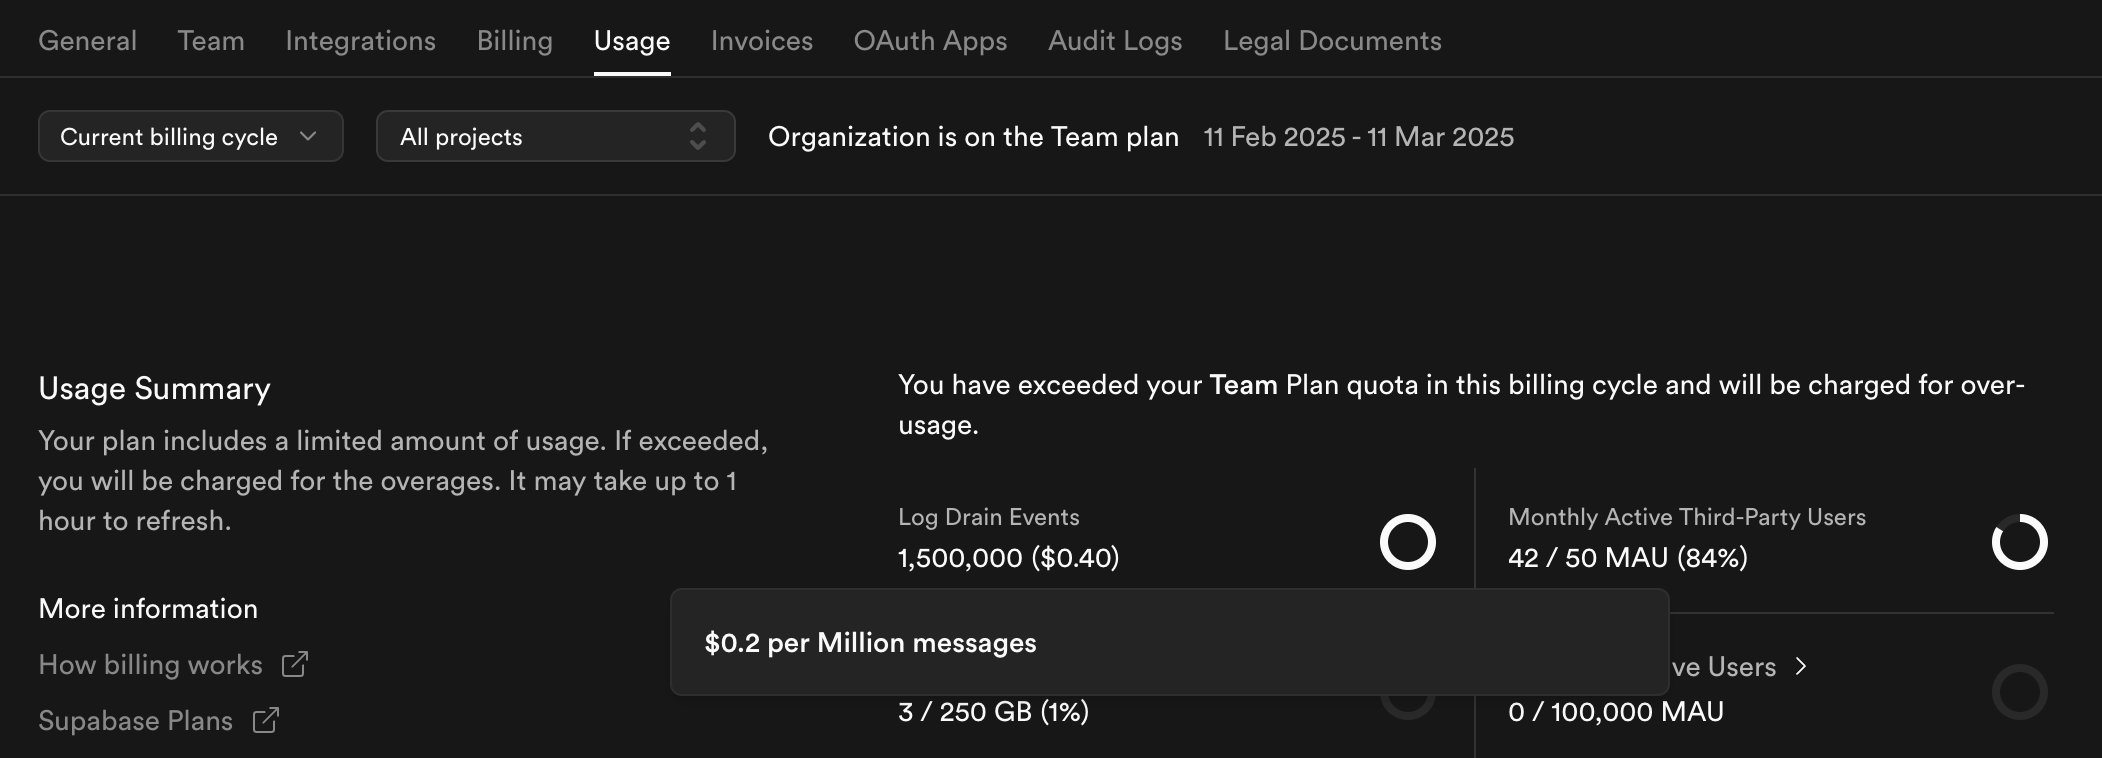 General Team Integrations Billing Usage Invoices OAuth Apps Audit Logs Legal Documents
Current billing cycle All projects Organization is on the Team plan 11 Feb 2025 - 11 Mar 2025
Usage Summary
Your plan includes a limited amount of usage. If exceeded,
you will be charged for the overages. It may take up to 1
hour to refresh.
More information
How billing works
Supabase Plans
You have exceeded your Team Plan quota in this billing cycle and will be charged for over-
usage.
Log Drain Events
1,500,000 ($0.40)
Monthly Active Third-Party Users
42 / 50 MAU (84%)
$0.2 per Million messages
3 / 250 GB (1%)
ve Users
0 / 100,000 MAU